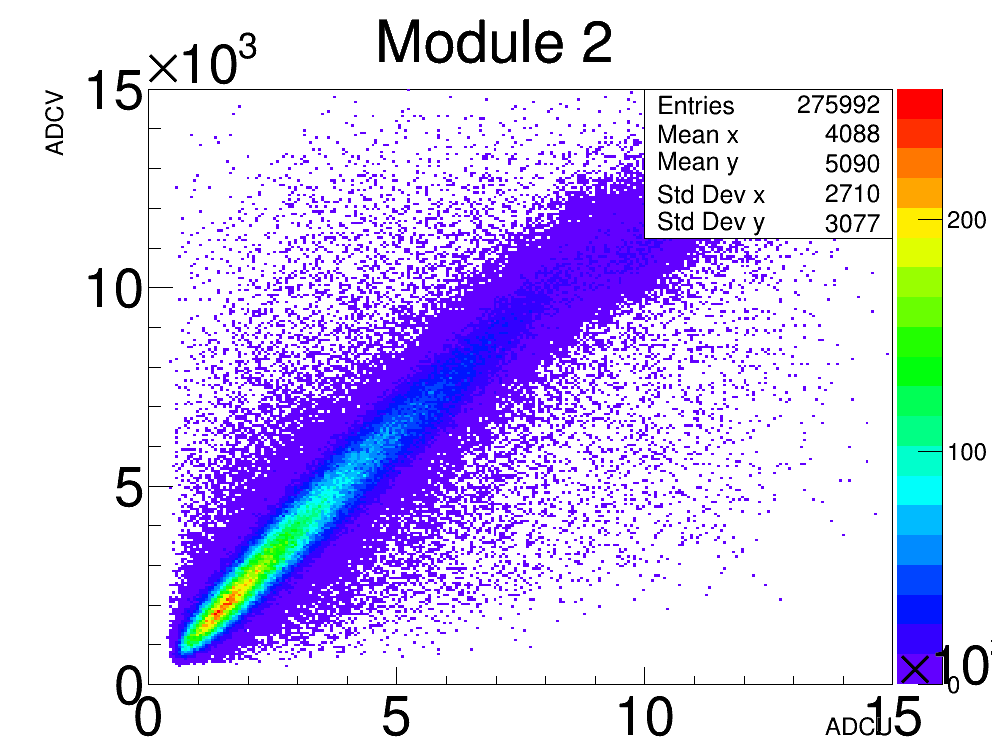 Module 2
×10³
ADCV
15
10
5
0
Entries 275992
Mean x 4088
Mean y 5090
Std Dev x 2710
Std Dev y 3077
200
100
0
×10
0 5 10 15
ADCU